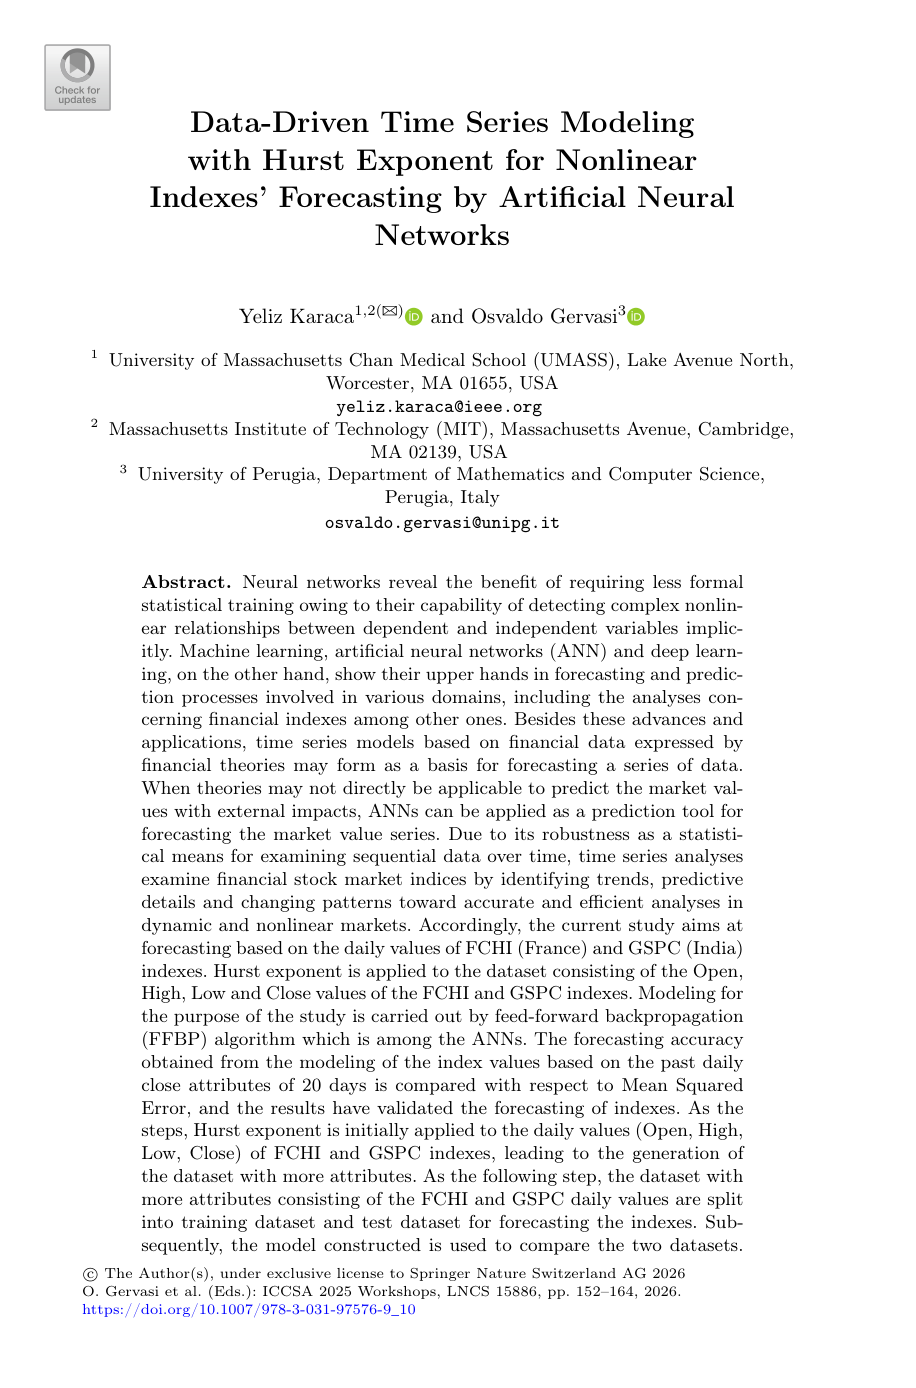 Check for
updates
Data-Driven Time Series Modeling
with Hurst Exponent for Nonlinear
Indexes' Forecasting by Artificial Neural
Networks
Yeliz Karaca1,2(✉) iD and Osvaldo Gervasi3 iD
1 University of Massachusetts Chan Medical School (UMASS), Lake Avenue North,
Worcester, MA 01655, USA
yeliz.karaca@ieee.org
2 Massachusetts Institute of Technology (MIT), Massachusetts Avenue, Cambridge,
MA 02139, USA
3 University of Perugia, Department of Mathematics and Computer Science,
Perugia, Italy
osvaldo.gervasi@unipg.it
Abstract. Neural networks reveal the benefit of requiring less formal
statistical training owing to their capability of detecting complex nonlin-
ear relationships between dependent and independent variables implic-
itly. Machine learning, artificial neural networks (ANN) and deep learn-
ing, on the other hand, show their upper hands in forecasting and predic-
tion processes involved in various domains, including the analyses con-
cerning financial indexes among other ones. Besides these advances and
applications, time series models based on financial data expressed by
financial theories may form as a basis for forecasting a series of data.
When theories may not directly be applicable to predict the market val-
ues with external impacts, ANNs can be applied as a prediction tool for
forecasting the market value series. Due to its robustness as a statisti-
cal means for examining sequential data over time, time series analyses
examine financial stock market indices by identifying trends, predictive
details and changing patterns toward accurate and efficient analyses in
dynamic and nonlinear markets. Accordingly, the current study aims at
forecasting based on the daily values of FCHI (France) and GSPC (India)
indexes. Hurst exponent is applied to the dataset consisting of the Open,
High, Low and Close values of the FCHI and GSPC indexes. Modeling for
the purpose of the study is carried out by feed-forward backpropagation
(FFBP) algorithm which is among the ANNs. The forecasting accuracy
obtained from the modeling of the index values based on the past daily
close attributes of 20 days is compared with respect to Mean Squared
Error, and the results have validated the forecasting of indexes. As the
steps, Hurst exponent is initially applied to the daily values (Open, High,
Low, Close) of FCHI and GSPC indexes, leading to the generation of
the dataset with more attributes. As the following step, the dataset with
more attributes consisting of the FCHI and GSPC daily values are split
into training dataset and test dataset for forecasting the indexes. Sub-
sequently, the model constructed is used to compare the two datasets.
© The Author(s), under exclusive license to Springer Nature Switzerland AG 2026
O. Gervasi et al. (Eds.): ICCSA 2025 Workshops, LNCS 15886, pp. 152–164, 2026.
https://doi.org/10.1007/978-3-031-97576-9_10